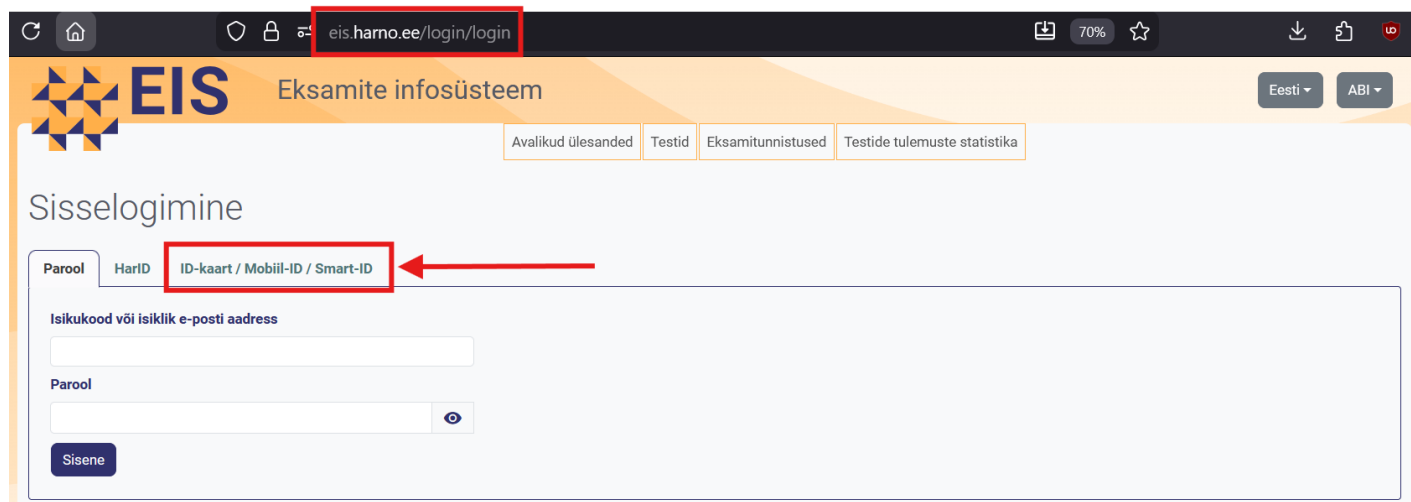 eis.harno.ee/login/login
70%
EIS
Eksamite infosüsteem
Eesti
ABI
Avalikud ülesanded
Testid
Eksamitunnistused
Testide tulemuste statistika
Sisselogimine
Parool
HarID
ID-kaart / Mobiil-ID / Smart-ID
Isikukood või isiklik e-posti aadress
Parool
Sisene